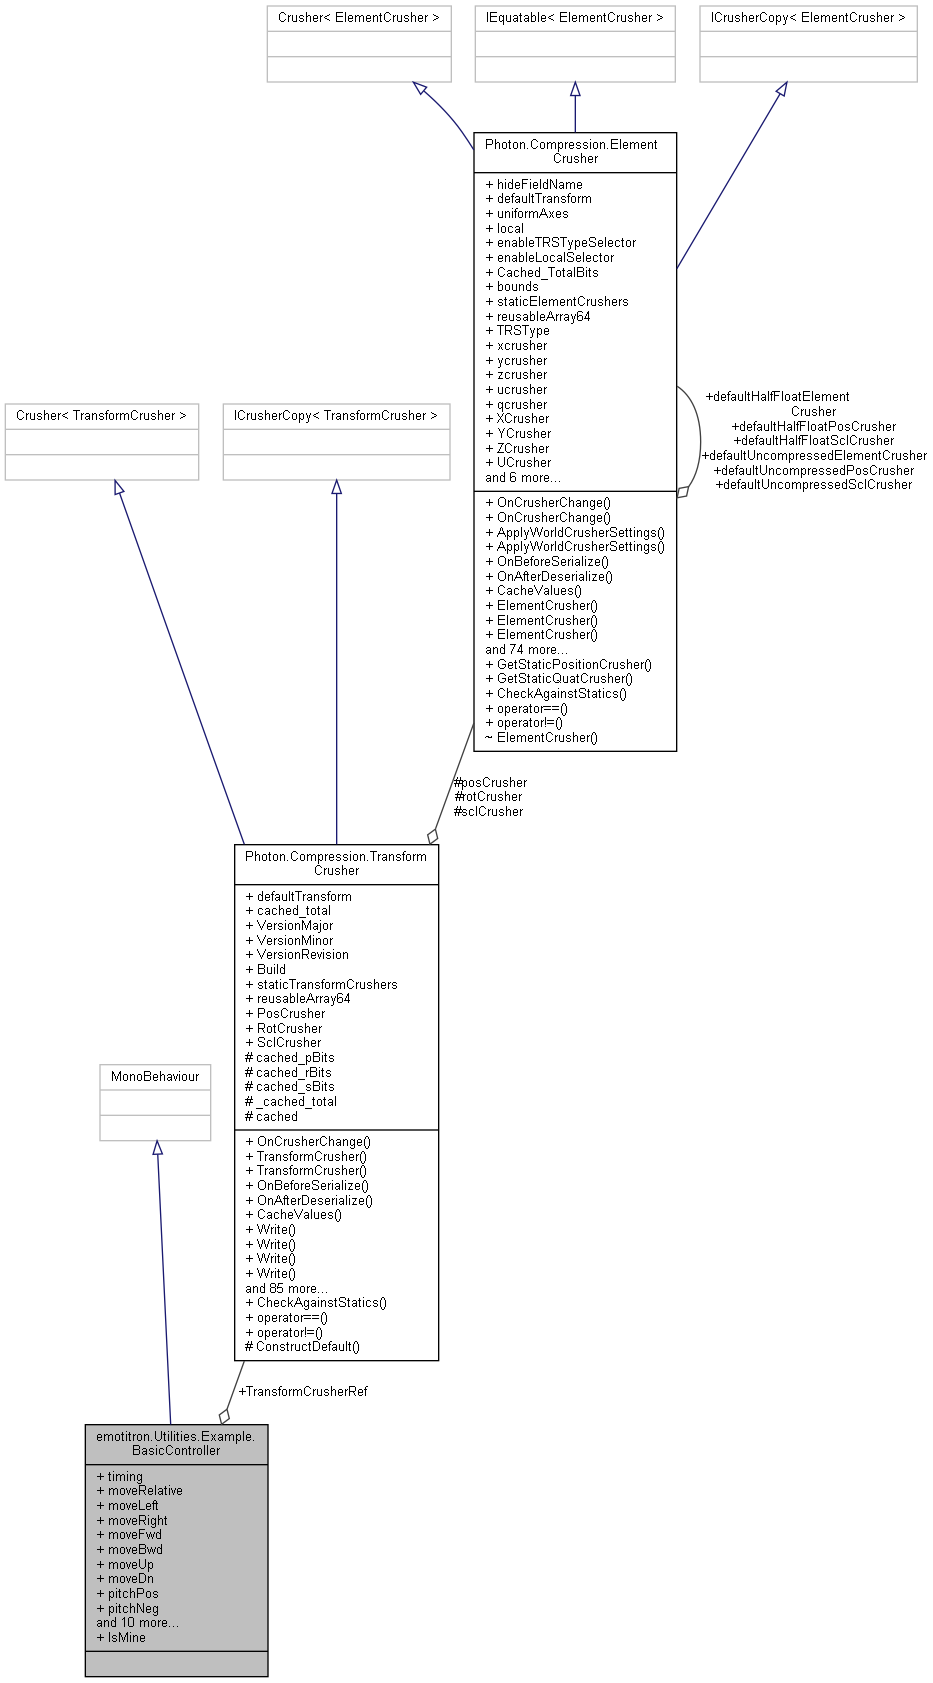 Crusher< ElementCrusher >
IEquatable< ElementCrusher >
ICrusherCopy< ElementCrusher >
Photon.Compression.Element
Crusher
+ hideFieldName
+ defaultTransform
+ uniformAxes
+ local
+ enableTRSTypeSelector
+ enableLocalSelector
+ Cached_TotalBits
+ bounds
+ staticElementCrushers
+ reusableArray64
+ TRSType
+ xcrusher
+ ycrusher
+ zcrusher
+ ucrusher
+ qcrusher
+ XCrusher
+ YCrusher
+ ZCrusher
+ UCrusher
and 6 more...
+ OnCrusherChange()
+ OnCrusherChange()
+ ApplyWorldCrusherSettings()
+ ApplyWorldCrusherSettings()
+ OnBeforeSerialize()
+ OnAfterDeserialize()
+ CacheValues()
+ ElementCrusher()
+ ElementCrusher()
+ ElementCrusher()
and 74 more...
+ GetStaticPositionCrusher()
+ GetStaticQuatCrusher()
+ CheckAgainstStatics()
+ operator==()
+ operator!=()
~ ElementCrusher()
+defaultHalfFloatElement
Crusher
+defaultHalfFloatPosCrusher
+defaultHalfFloatSclCrusher
+defaultUncompressedElementCrusher
+defaultUncompressedPosCrusher
+defaultUncompressedSclCrusher
Crusher< TransformCrusher >
ICrusherCopy< TransformCrusher >
#posCrusher
#rotCrusher
#sclCrusher
Photon.Compression.Transform
Crusher
+ defaultTransform
+ cached_total
+ VersionMajor
+ VersionMinor
+ VersionRevision
+ Build
+ staticTransformCrushers
+ reusableArray64
+ PosCrusher
+ RotCrusher
+ SclCrusher
# cached_pBits
# cached_rBits
# cached_sBits
# _cached_total
# cached
+ OnCrusherChange()
+ TransformCrusher()
+ TransformCrusher()
+ OnBeforeSerialize()
+ OnAfterDeserialize()
+ CacheValues()
+ Write()
+ Write()
+ Write()
+ Write()
and 85 more...
+ CheckAgainstStatics()
+ operator==()
+ operator!=()
# ConstructDefault()
MonoBehaviour
+TransformCrusherRef
emotitron.Utilities.Example.
BasicController
+ timing
+ moveRelative
+ moveLeft
+ moveRight
+ moveFwd
+ moveBwd
+ moveUp
+ moveDn
+ pitchPos
+ pitchNeg
and 10 more...
+ IsMine